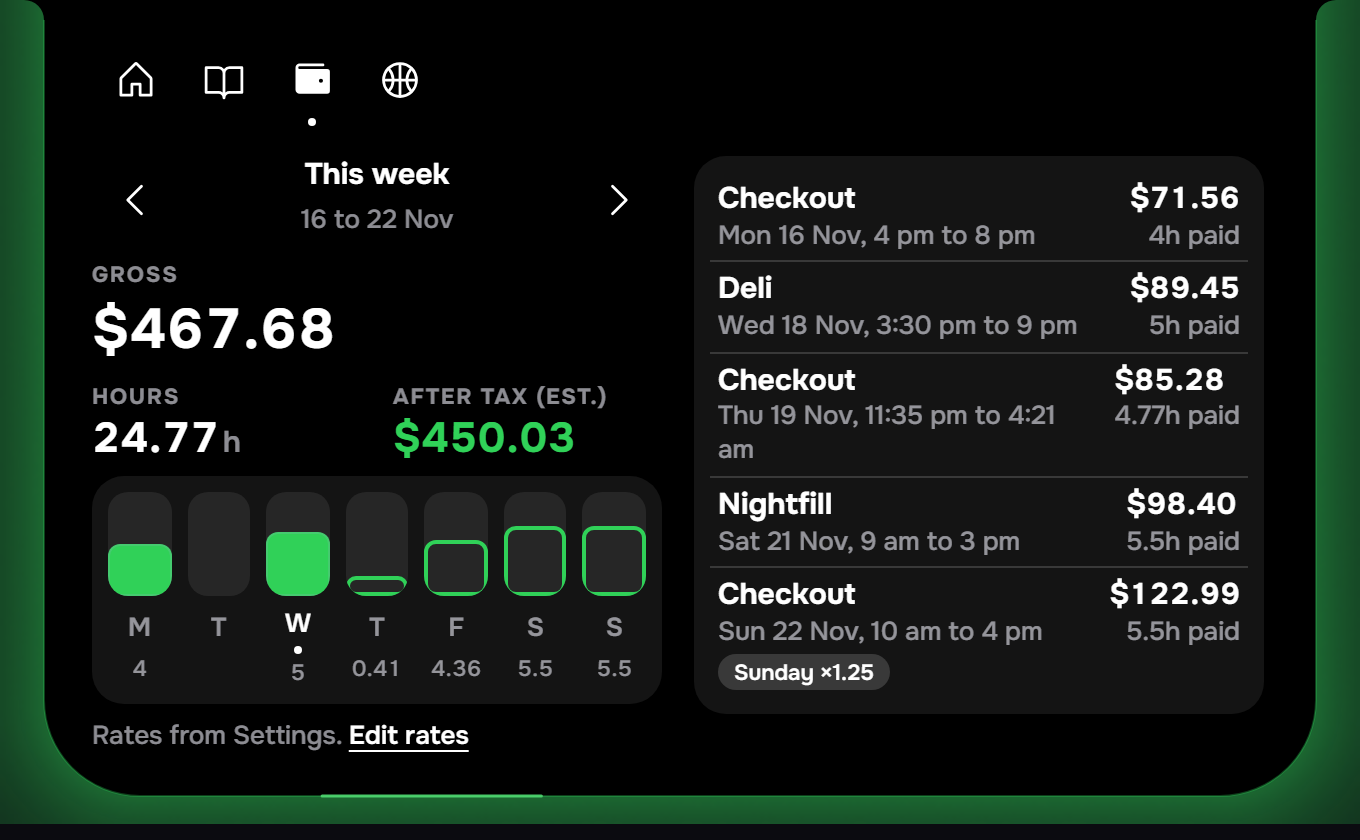 This week
16 to 22 Nov
GROSS
$467.68
HOURS
24.77h
AFTER TAX (EST.)
$450.03
M T W T F S S
4 5 0.41 4.36 5.5 5.5
Rates from Settings. Edit rates
Checkout $71.56
Mon 16 Nov, 4 pm to 8 pm 4h paid
Deli $89.45
Wed 18 Nov, 3:30 pm to 9 pm 5h paid
Checkout $85.28
Thu 19 Nov, 11:35 pm to 4:21 4.77h paid
am
Nightfill $98.40
Sat 21 Nov, 9 am to 3 pm 5.5h paid
Checkout $122.99
Sun 22 Nov, 10 am to 4 pm 5.5h paid
Sunday ×1.25